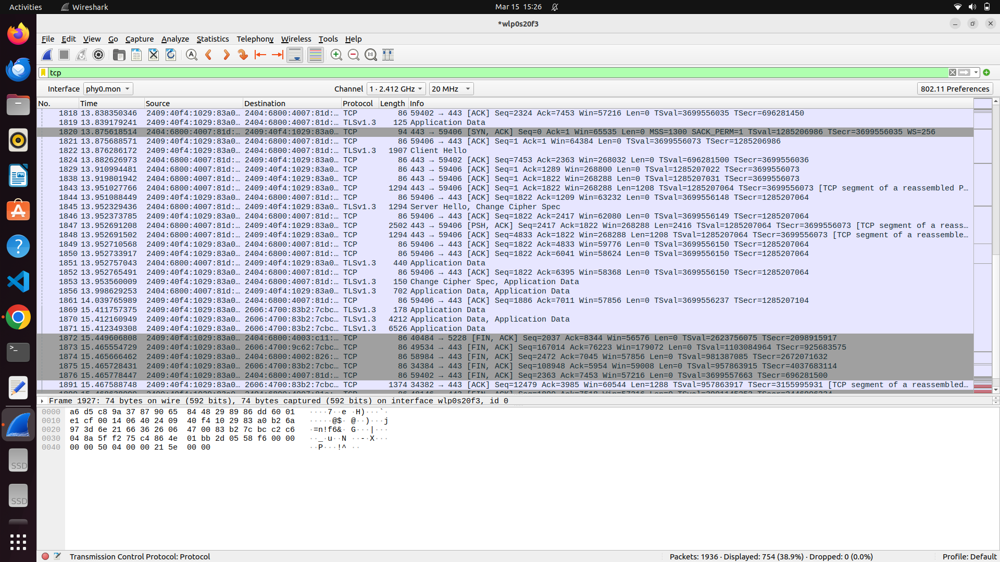 Activities Wireshark Mar 15 15:26
*wlp0s20f3
File Edit View Go Capture Analyze Statistics Telephony Wireless Tools Help
tcp
Interface phy0.mon Channel 1 · 2.412 GHz 20 MHz 802.11 Preferences
No. Time Source Destination Protocol Length Info
1818 13.838350346 2409:40f4:1029:83a0… 2404:6800:4007:81d:… TCP 86 59402 → 443 [ACK] Seq=2324 Ack=7453 Win=57216 Len=0 TSval=3699556035 TSecr=696281450
1819 13.839179241 2409:40f4:1029:83a0… 2404:6800:4007:81d:… TLSv1.3 125 Application Data
1820 13.875618514 2404:6800:4007:81d:… 2409:40f4:1029:83a0… TCP 94 443 → 59406 [SYN, ACK] Seq=0 Ack=1 Win=65535 Len=0 MSS=1300 SACK_PERM=1 TSval=1285206986 TSecr=3699556035 WS=256
1821 13.875688571 2409:40f4:1029:83a0… 2404:6800:4007:81d:… TCP 86 59406 → 443 [ACK] Seq=1 Ack=1 Win=64384 Len=0 TSval=3699556073 TSecr=1285206986
1822 13.876286172 2409:40f4:1029:83a0… 2404:6800:4007:81d:… TLSv1.3 1907 Client Hello
1824 13.882626973 2404:6800:4007:81d:… 2409:40f4:1029:83a0… TCP 86 443 → 59402 [ACK] Seq=7453 Ack=2363 Win=268032 Len=0 TSval=696281500 TSecr=3699556036
1829 13.910994481 2404:6800:4007:81d:… 2409:40f4:1029:83a0… TCP 86 443 → 59406 [ACK] Seq=1 Ack=1289 Win=268800 Len=0 TSval=1285207022 TSecr=3699556073
1838 13.919801942 2404:6800:4007:81d:… 2409:40f4:1029:83a0… TCP 86 443 → 59406 [ACK] Seq=1 Ack=1822 Win=268288 Len=0 TSval=1285207031 TSecr=3699556073
1843 13.951027766 2404:6800:4007:81d:… 2409:40f4:1029:83a0… TCP 1294 443 → 59406 [ACK] Seq=1 Ack=1822 Win=268288 Len=1208 TSval=1285207064 TSecr=3699556073 [TCP segment of a reassembled P…
1844 13.951088449 2409:40f4:1029:83a0… 2404:6800:4007:81d:… TCP 86 59406 → 443 [ACK] Seq=1822 Ack=1209 Win=63232 Len=0 TSval=3699556148 TSecr=1285207064
1845 13.952329436 2404:6800:4007:81d:… 2409:40f4:1029:83a0… TLSv1.3 1294 Server Hello, Change Cipher Spec
1846 13.952373785 2409:40f4:1029:83a0… 2404:6800:4007:81d:… TCP 86 59406 → 443 [ACK] Seq=1822 Ack=2417 Win=62080 Len=0 TSval=3699556149 TSecr=1285207064
1847 13.952691208 2404:6800:4007:81d:… 2409:40f4:1029:83a0… TCP 2502 443 → 59406 [PSH, ACK] Seq=2417 Ack=1822 Win=268288 Len=2416 TSval=1285207064 TSecr=3699556073 [TCP segment of a reass…
1848 13.952691502 2404:6800:4007:81d:… 2409:40f4:1029:83a0… TCP 1294 443 → 59406 [ACK] Seq=4833 Ack=1822 Win=268288 Len=1208 TSval=1285207064 TSecr=3699556073 [TCP segment of a reassemble…
1849 13.952710568 2409:40f4:1029:83a0… 2404:6800:4007:81d:… TCP 86 59406 → 443 [ACK] Seq=1822 Ack=4833 Win=59776 Len=0 TSval=3699556150 TSecr=1285207064
1850 13.952733917 2409:40f4:1029:83a0… 2404:6800:4007:81d:… TCP 86 59406 → 443 [ACK] Seq=1822 Ack=6041 Win=58624 Len=0 TSval=3699556150 TSecr=1285207064
1851 13.952757043 2404:6800:4007:81d:… 2409:40f4:1029:83a0… TLSv1.3 440 Application Data
1852 13.952765491 2409:40f4:1029:83a0… 2404:6800:4007:81d:… TCP 86 59406 → 443 [ACK] Seq=1822 Ack=6395 Win=58368 Len=0 TSval=3699556150 TSecr=1285207064
1853 13.953560009 2409:40f4:1029:83a0… 2404:6800:4007:81d:… TLSv1.3 150 Change Cipher Spec, Application Data
1856 13.998629253 2404:6800:4007:81d:… 2409:40f4:1029:83a0… TLSv1.3 702 Application Data, Application Data
1861 14.039765989 2409:40f4:1029:83a0… 2404:6800:4007:81d:… TCP 86 59406 → 443 [ACK] Seq=1886 Ack=7011 Win=57856 Len=0 TSval=3699556237 TSecr=1285207104
1869 15.411757375 2409:40f4:1029:83a0… 2606:4700:83b2:7cbc… TLSv1.3 178 Application Data
1870 15.412160949 2409:40f4:1029:83a0… 2606:4700:83b2:7cbc… TLSv1.3 4212 Application Data, Application Data
1871 15.412349308 2409:40f4:1029:83a0… 2606:4700:83b2:7cbc… TLSv1.3 6526 Application Data
1872 15.449606808 2409:40f4:1029:83a0… 2404:6800:4003:c11:… TCP 86 40484 → 5228 [FIN, ACK] Seq=2037 Ack=8344 Win=56576 Len=0 TSval=2623756075 TSecr=2098915917
1873 15.465554729 2409:40f4:1029:83a0… 2606:4700:9c62:7cbc… TCP 86 49534 → 443 [FIN, ACK] Seq=167014 Ack=76223 Win=179072 Len=0 TSval=1103084964 TSecr=925683575
1874 15.465666462 2409:40f4:1029:83a0… 2404:6800:4002:826:… TCP 86 58984 → 443 [FIN, ACK] Seq=2472 Ack=7045 Win=57856 Len=0 TSval=981387085 TSecr=2672071632
1875 15.465728431 2409:40f4:1029:83a0… 2606:4700:83b2:7cbc… TCP 86 34384 → 443 [FIN, ACK] Seq=108948 Ack=5954 Win=59008 Len=0 TSval=957863915 TSecr=4037683114
1876 15.465778447 2409:40f4:1029:83a0… 2404:6800:4007:81d:… TCP 86 59402 → 443 [FIN, ACK] Seq=2363 Ack=7453 Win=57216 Len=0 TSval=3699557663 TSecr=696281500
1891 15.467588748 2409:40f4:1029:83a0… 2606:4700:83b2:7cbc… TCP 1374 34382 → 443 [ACK] Seq=12479 Ack=3985 Win=60544 Len=1288 TSval=957863917 TSecr=3155995931 [TCP segment of a reassembled…
Frame 1927: 74 bytes on wire (592 bits), 74 bytes captured (592 bits) on interface wlp0s20f3, id 0
0000 a6 d5 c8 9a 37 87 90 65 84 48 29 89 86 dd 60 01 ····7··e ·H)···`·
0010 e1 cf 00 14 06 40 24 09 40 f4 10 29 83 a0 b2 6a ·····@$· @··)···j
0020 97 3d 6e 21 66 36 26 06 47 00 83 b2 7c bc c2 c6 ·=n!f6&· G···|···
0030 04 8a 5f f2 75 c4 86 4e 01 bb 2d 05 58 f6 00 00 ··_·u··N ··-·X···
0040 00 00 50 04 00 00 21 5e 00 00 ··P···!^ ··
SSD
SSD
Transmission Control Protocol: Protocol Packets: 1936 · Displayed: 754 (38.9%) · Dropped: 0 (0.0%) Profile: Default